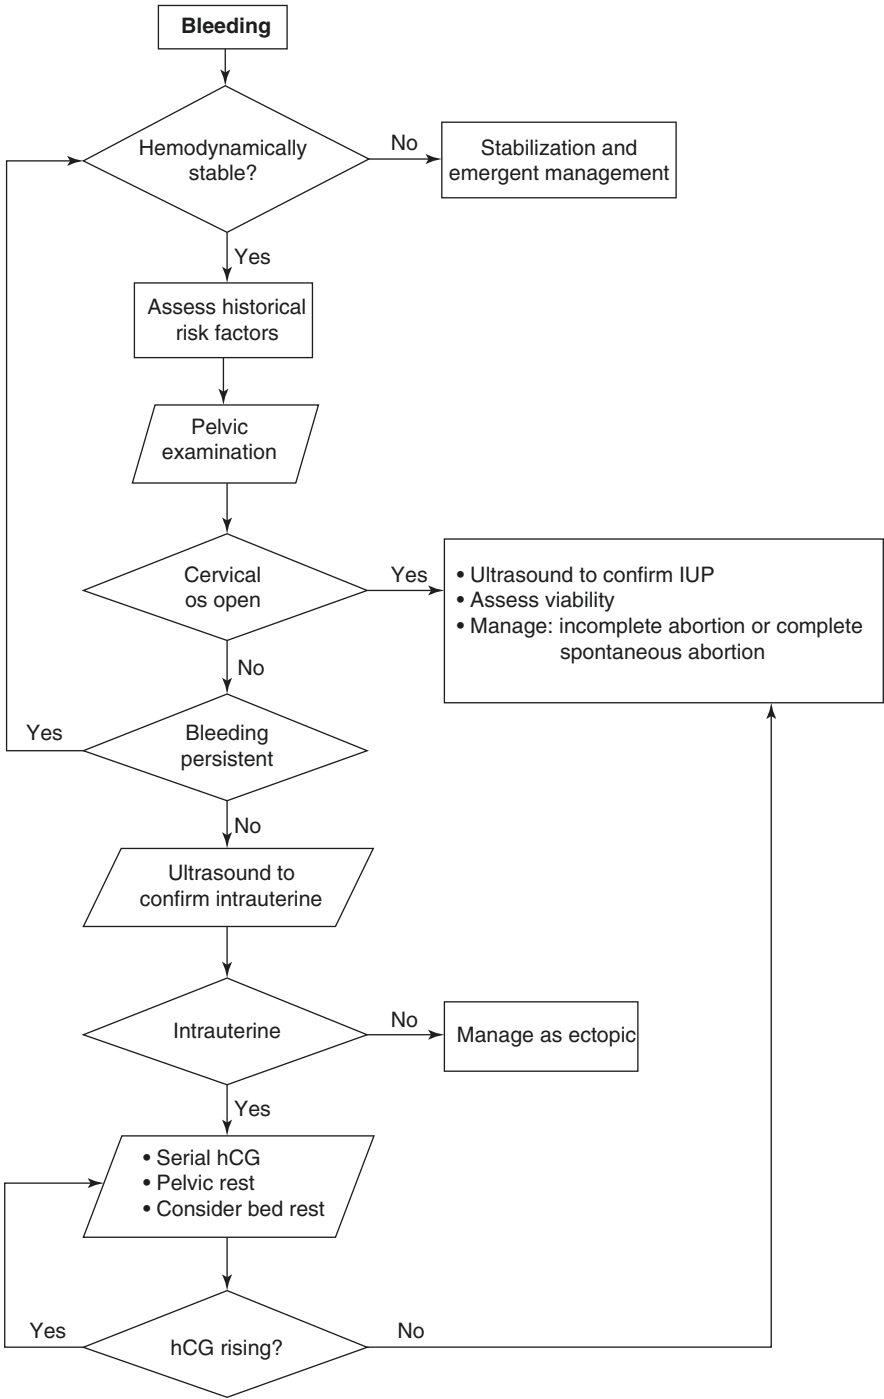 Bleeding
Hemodynamically
stable?
No
Stabilization and
emergent management
Yes
Assess historical
risk factors
Pelvic
examination
Cervical
os open
Yes
• Ultrasound to confirm IUP
• Assess viability
• Manage: incomplete abortion or complete
spontaneous abortion
No
Yes
Bleeding
persistent
No
Ultrasound to
confirm intrauterine
Intrauterine
No
Manage as ectopic
Yes
• Serial hCG
• Pelvic rest
• Consider bed rest
Yes
hCG rising?
No